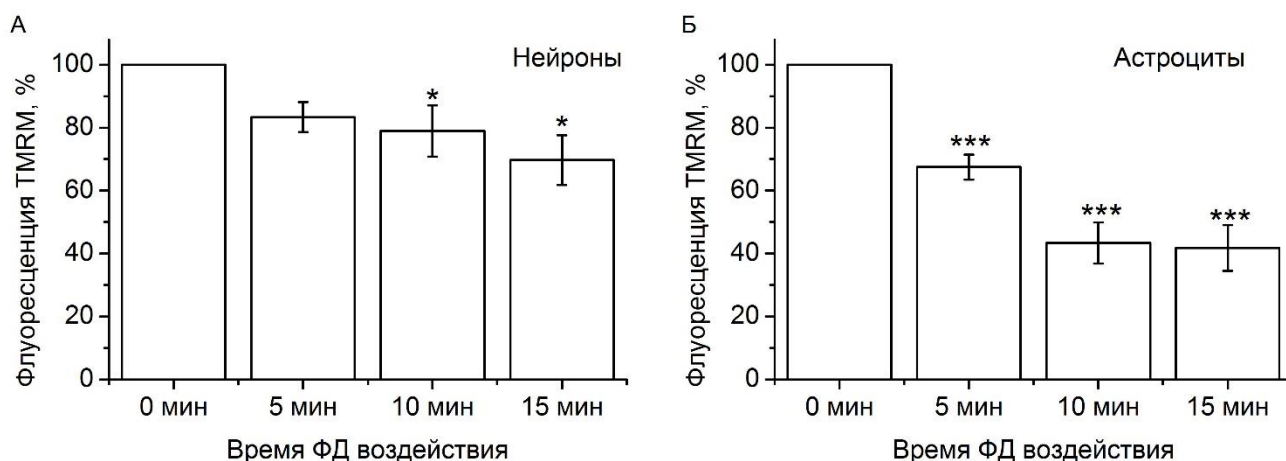 А
Флуоресценция TMRM, %
100
80
60
40
20
0
Нейроны
*
*
0 мин 5 мин 10 мин 15 мин
Время ФД воздействия
Б
Флуоресценция TMRM, %
100
80
60
40
20
0
Астроциты
***
***
***
0 мин 5 мин 10 мин 15 мин
Время ФД воздействия